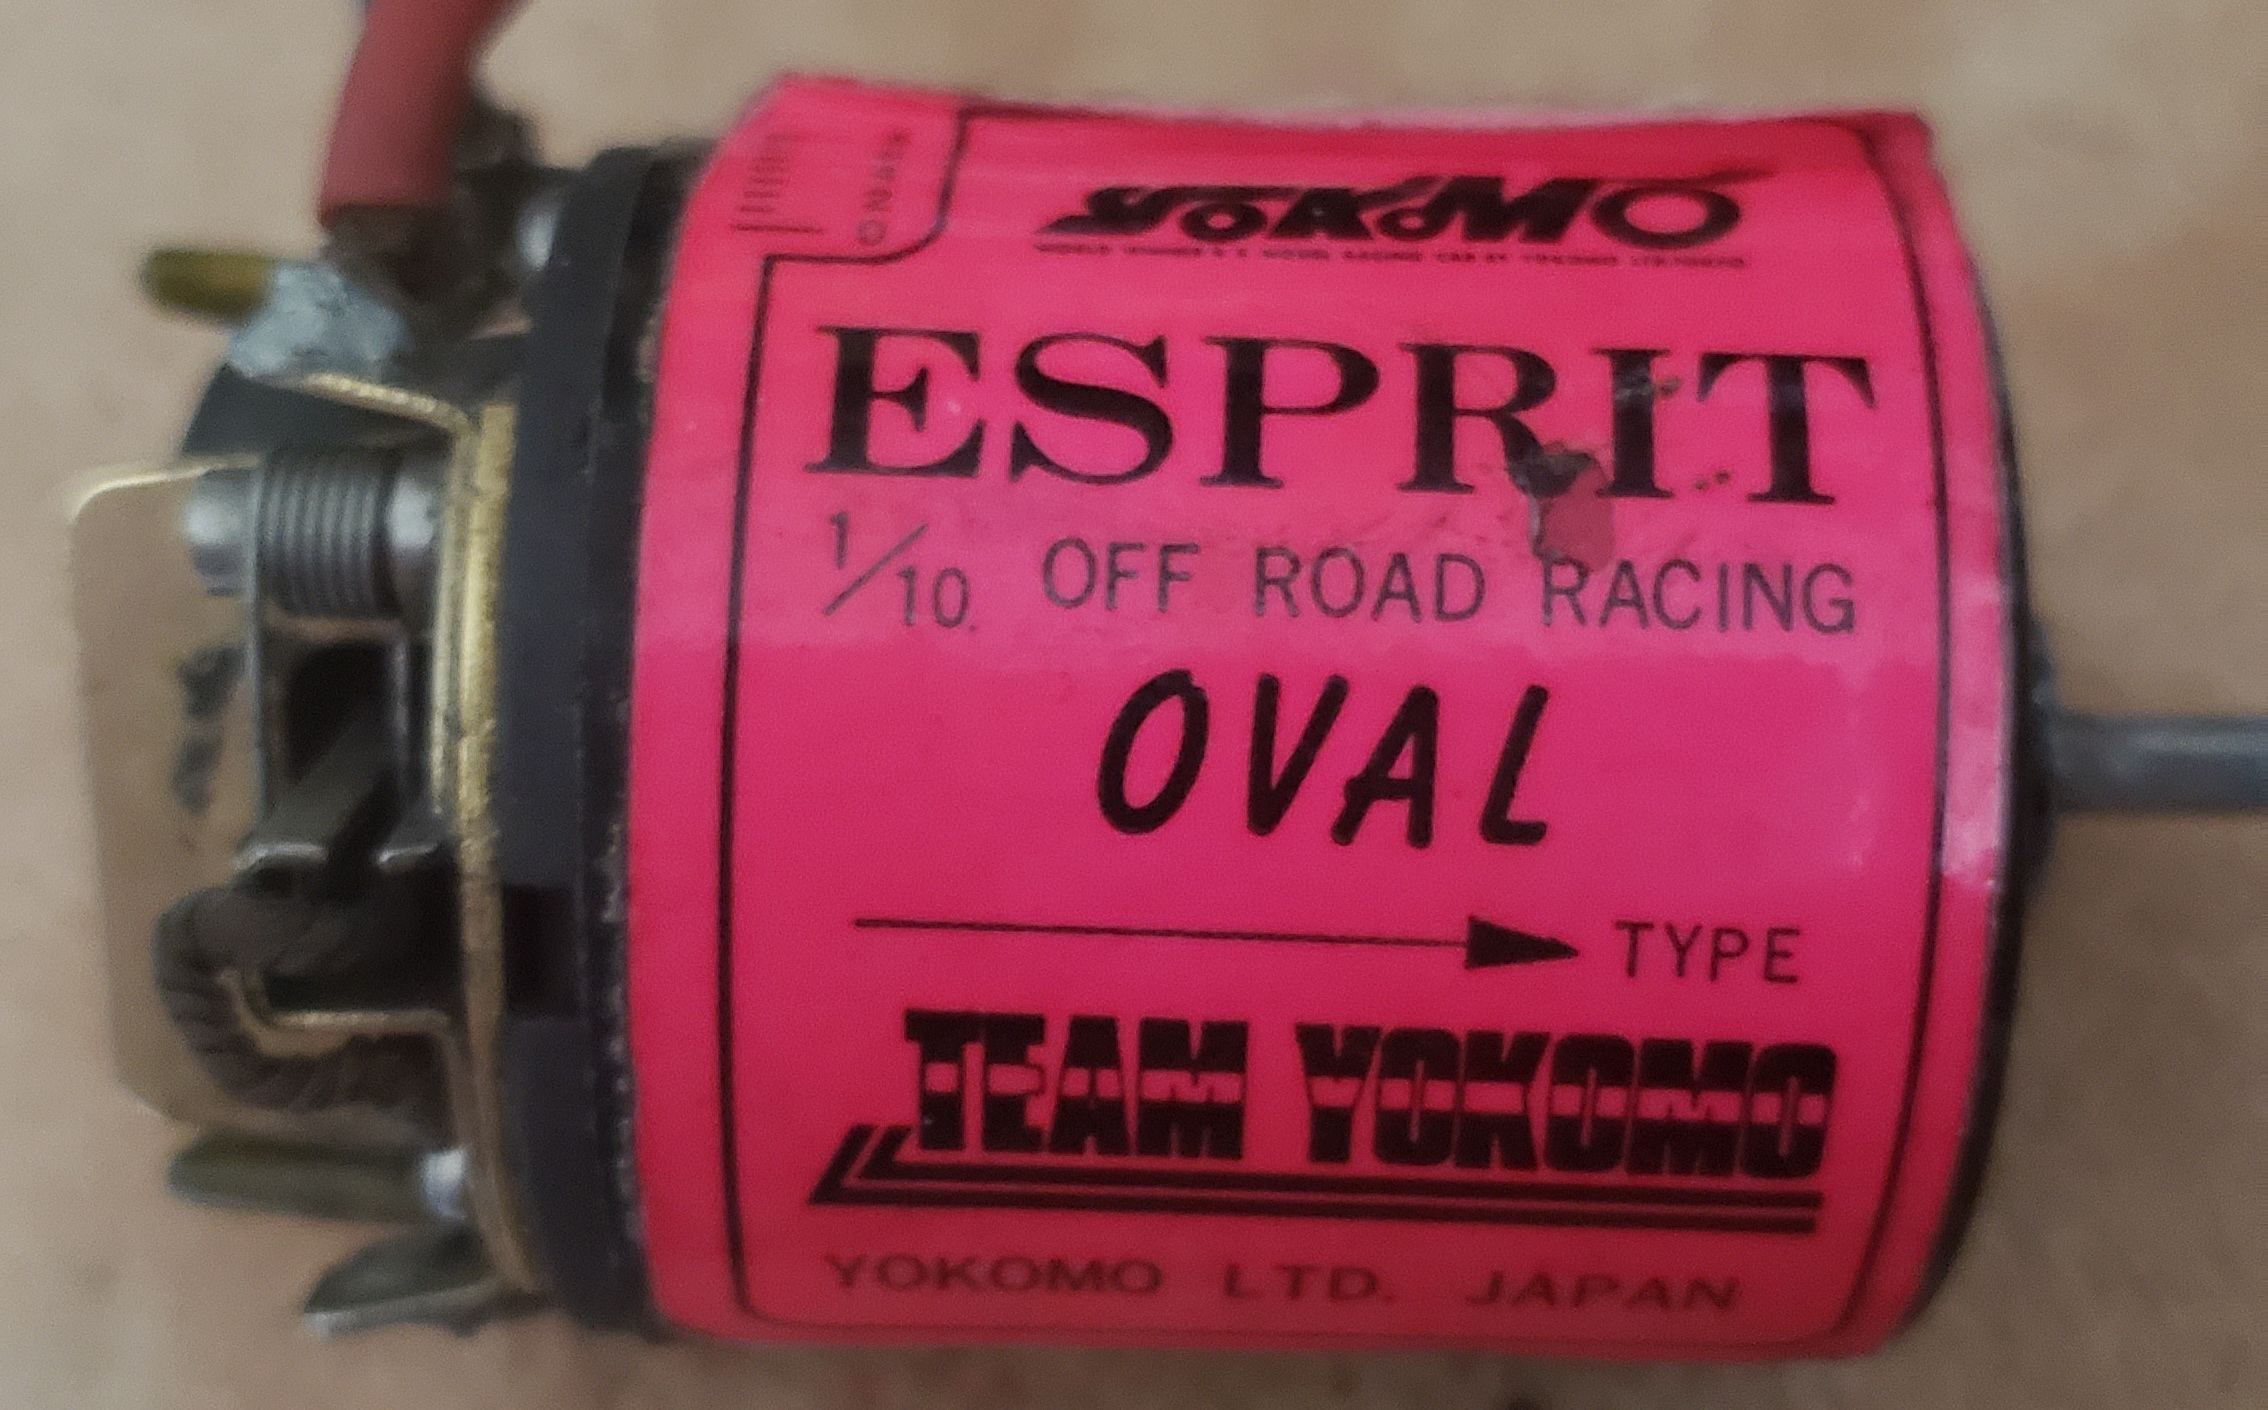 YOKOMO
ESPRIT
1/10 OFF ROAD RACING
OVAL
TYPE
TEAM YOKOMO
YOKOMO LTD. JAPAN